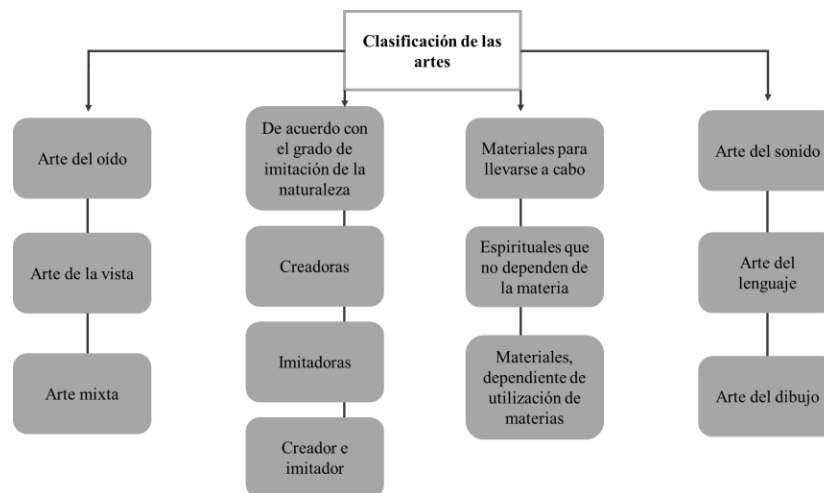 Clasificación de las
artes
Arte del oído
Arte de la vista
Arte mixta
De acuerdo con
el grado de
imitación de la
naturaleza
Creadoras
Imitadoras
Creador e
imitador
Materiales para
llevarse a cabo
Espirituales que
no dependen de
la materia
Materiales,
dependiente de
utilización de
materias
Arte del sonido
Arte del
lenguaje
Arte del dibujo